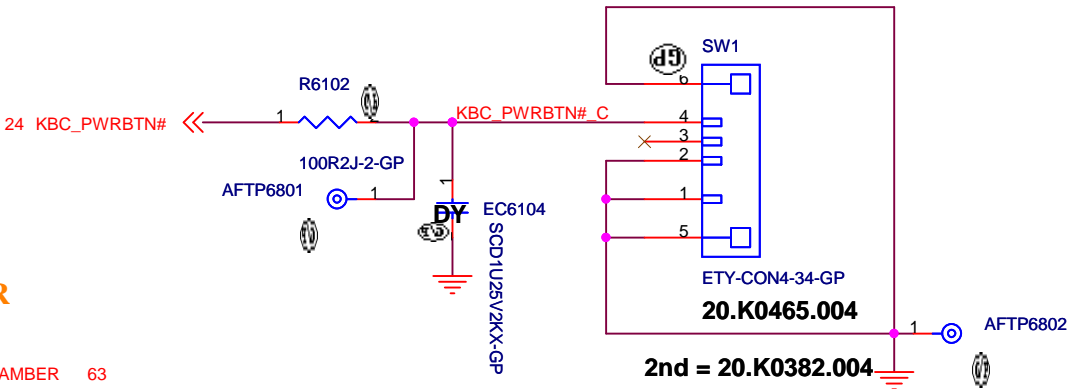 SW1
GP
6
R6102
24 KBC_PWRBTN#
1
KBC_PWRBTN#_C
4
3
2
100R2J-2-GP
AFTP6801
1
1
1
DY
EC6104
SCD1U25V2KX-GP
5
ETY-CON4-34-GP
20.K0465.004
R
1
AFTP6802
2nd = 20.K0382.004
AMBER 63